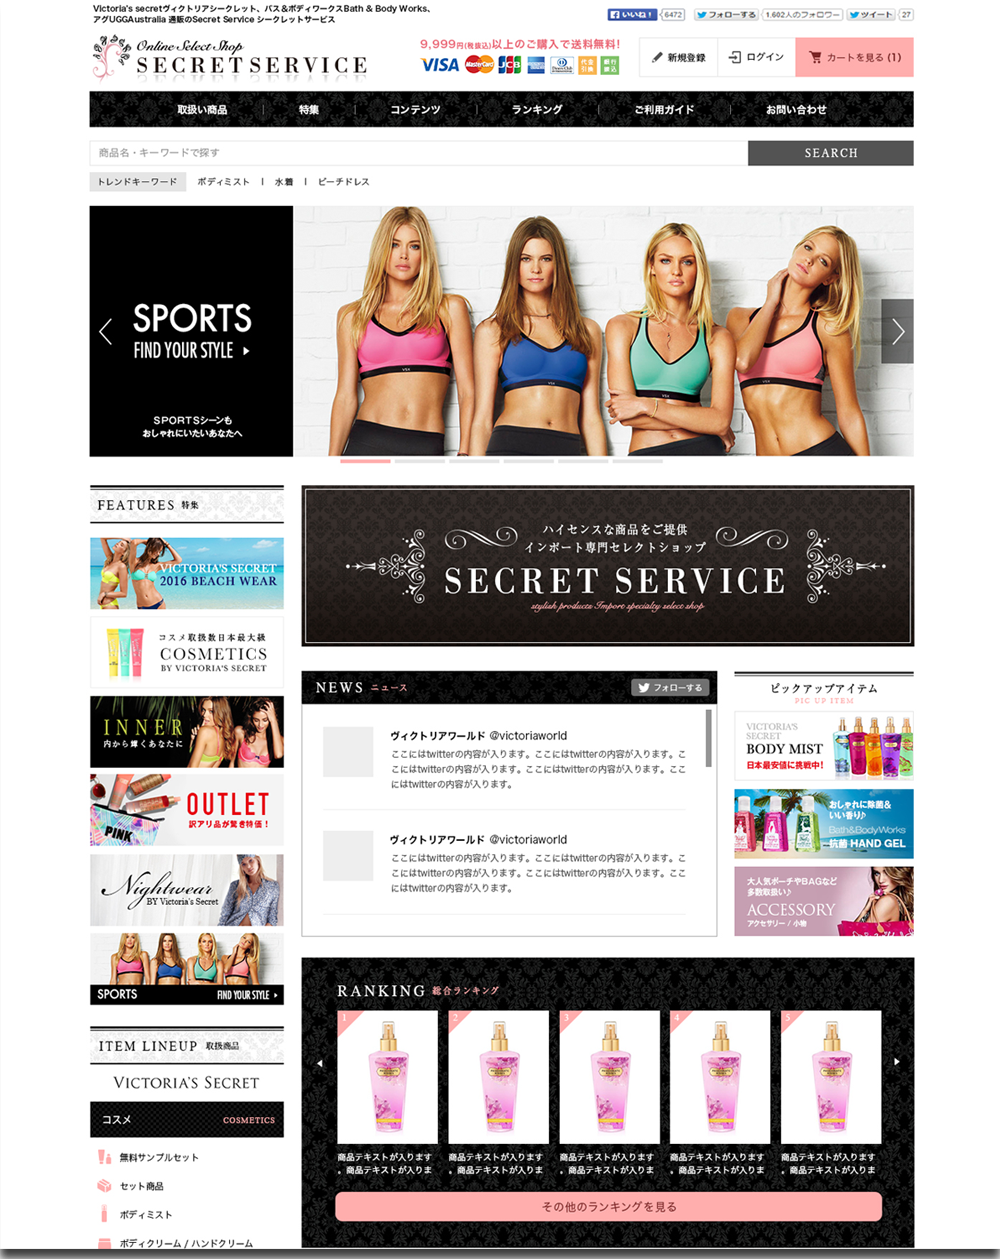 Victoria's secretヴィクトリアシークレット、バス＆ボディワークスBath & Body Works、
アグUGGAustralia 通販のSecret Service シークレットサービス
いいね！ 6472
フォローする 1,602人のフォロワー
ツイート 27
Online Select Shop
SECRET SERVICE
9,999円(税抜込)以上のご購入で送料無料!
VISA MasterCard JCB AMERICAN EXPRESS Diners Club 代金引換 銀行振込
新規登録
ログイン
カートを見る (1)
取扱い商品 特集 コンテンツ ランキング ご利用ガイド お問い合わせ
商品名・キーワードで探す
SEARCH
トレンドキーワード ボディミスト | 水着 | ビーチドレス
SPORTS
FIND YOUR STYLE
SPORTSシーンも
おしゃれにいたいあなたへ
VSX
VSX
VSX
VSX
FEATURES 特集
VICTORIA'S SECRET
2016 BEACH WEAR
コスメ取扱数日本最大級
COSMETICS
BY VICTORIA'S SECRET
INNER
内から輝くあなたに
PINK
OUTLET
訳アリ品が驚き特価！
Nightwear
BY Victoria's Secret
SPORTS FIND YOUR STYLE
ハイセンスな商品をご提供
インポート専門セレクトショップ
SECRET SERVICE
stylish products Import specialty select shop
NEWS ニュース
フォローする
ヴィクトリアワールド @victoriaworld
ここにはtwitterの内容が入ります。ここにはtwitterの内容が入ります。こ
こにはtwitterの内容が入ります。ここにはtwitterの内容が入ります。ここ
にはtwitterの内容が入ります。
ヴィクトリアワールド @victoriaworld
ここにはtwitterの内容が入ります。ここにはtwitterの内容が入ります。こ
こにはtwitterの内容が入ります。ここにはtwitterの内容が入ります。ここ
にはtwitterの内容が入ります。
ピックアップアイテム
PIC UP ITEM
VICTORIA'S
SECRET
BODY MIST
日本最安値に挑戦中!
おしゃれに除菌&
いい香り♪
Bath&BodyWorks
抗菌 HAND GEL
大人気ポーチやBAGなど
多数取扱い♪
ACCESSORY
アクセサリー / 小物
RANKING 総合ランキング
1 2 3 4 5
商品テキストが入ります
。商品テキストが入りま
商品テキストが入ります
。商品テキストが入りま
商品テキストが入ります
。商品テキストが入りま
商品テキストが入ります
。商品テキストが入りま
商品テキストが入ります
。商品テキストが入りま
その他のランキングを見る
ITEM LINEUP 取扱商品
VICTORIA'S SECRET
コスメ COSMETICS
無料サンプルセット
セット商品
ボディミスト
ボディクリーム / ハンドクリーム